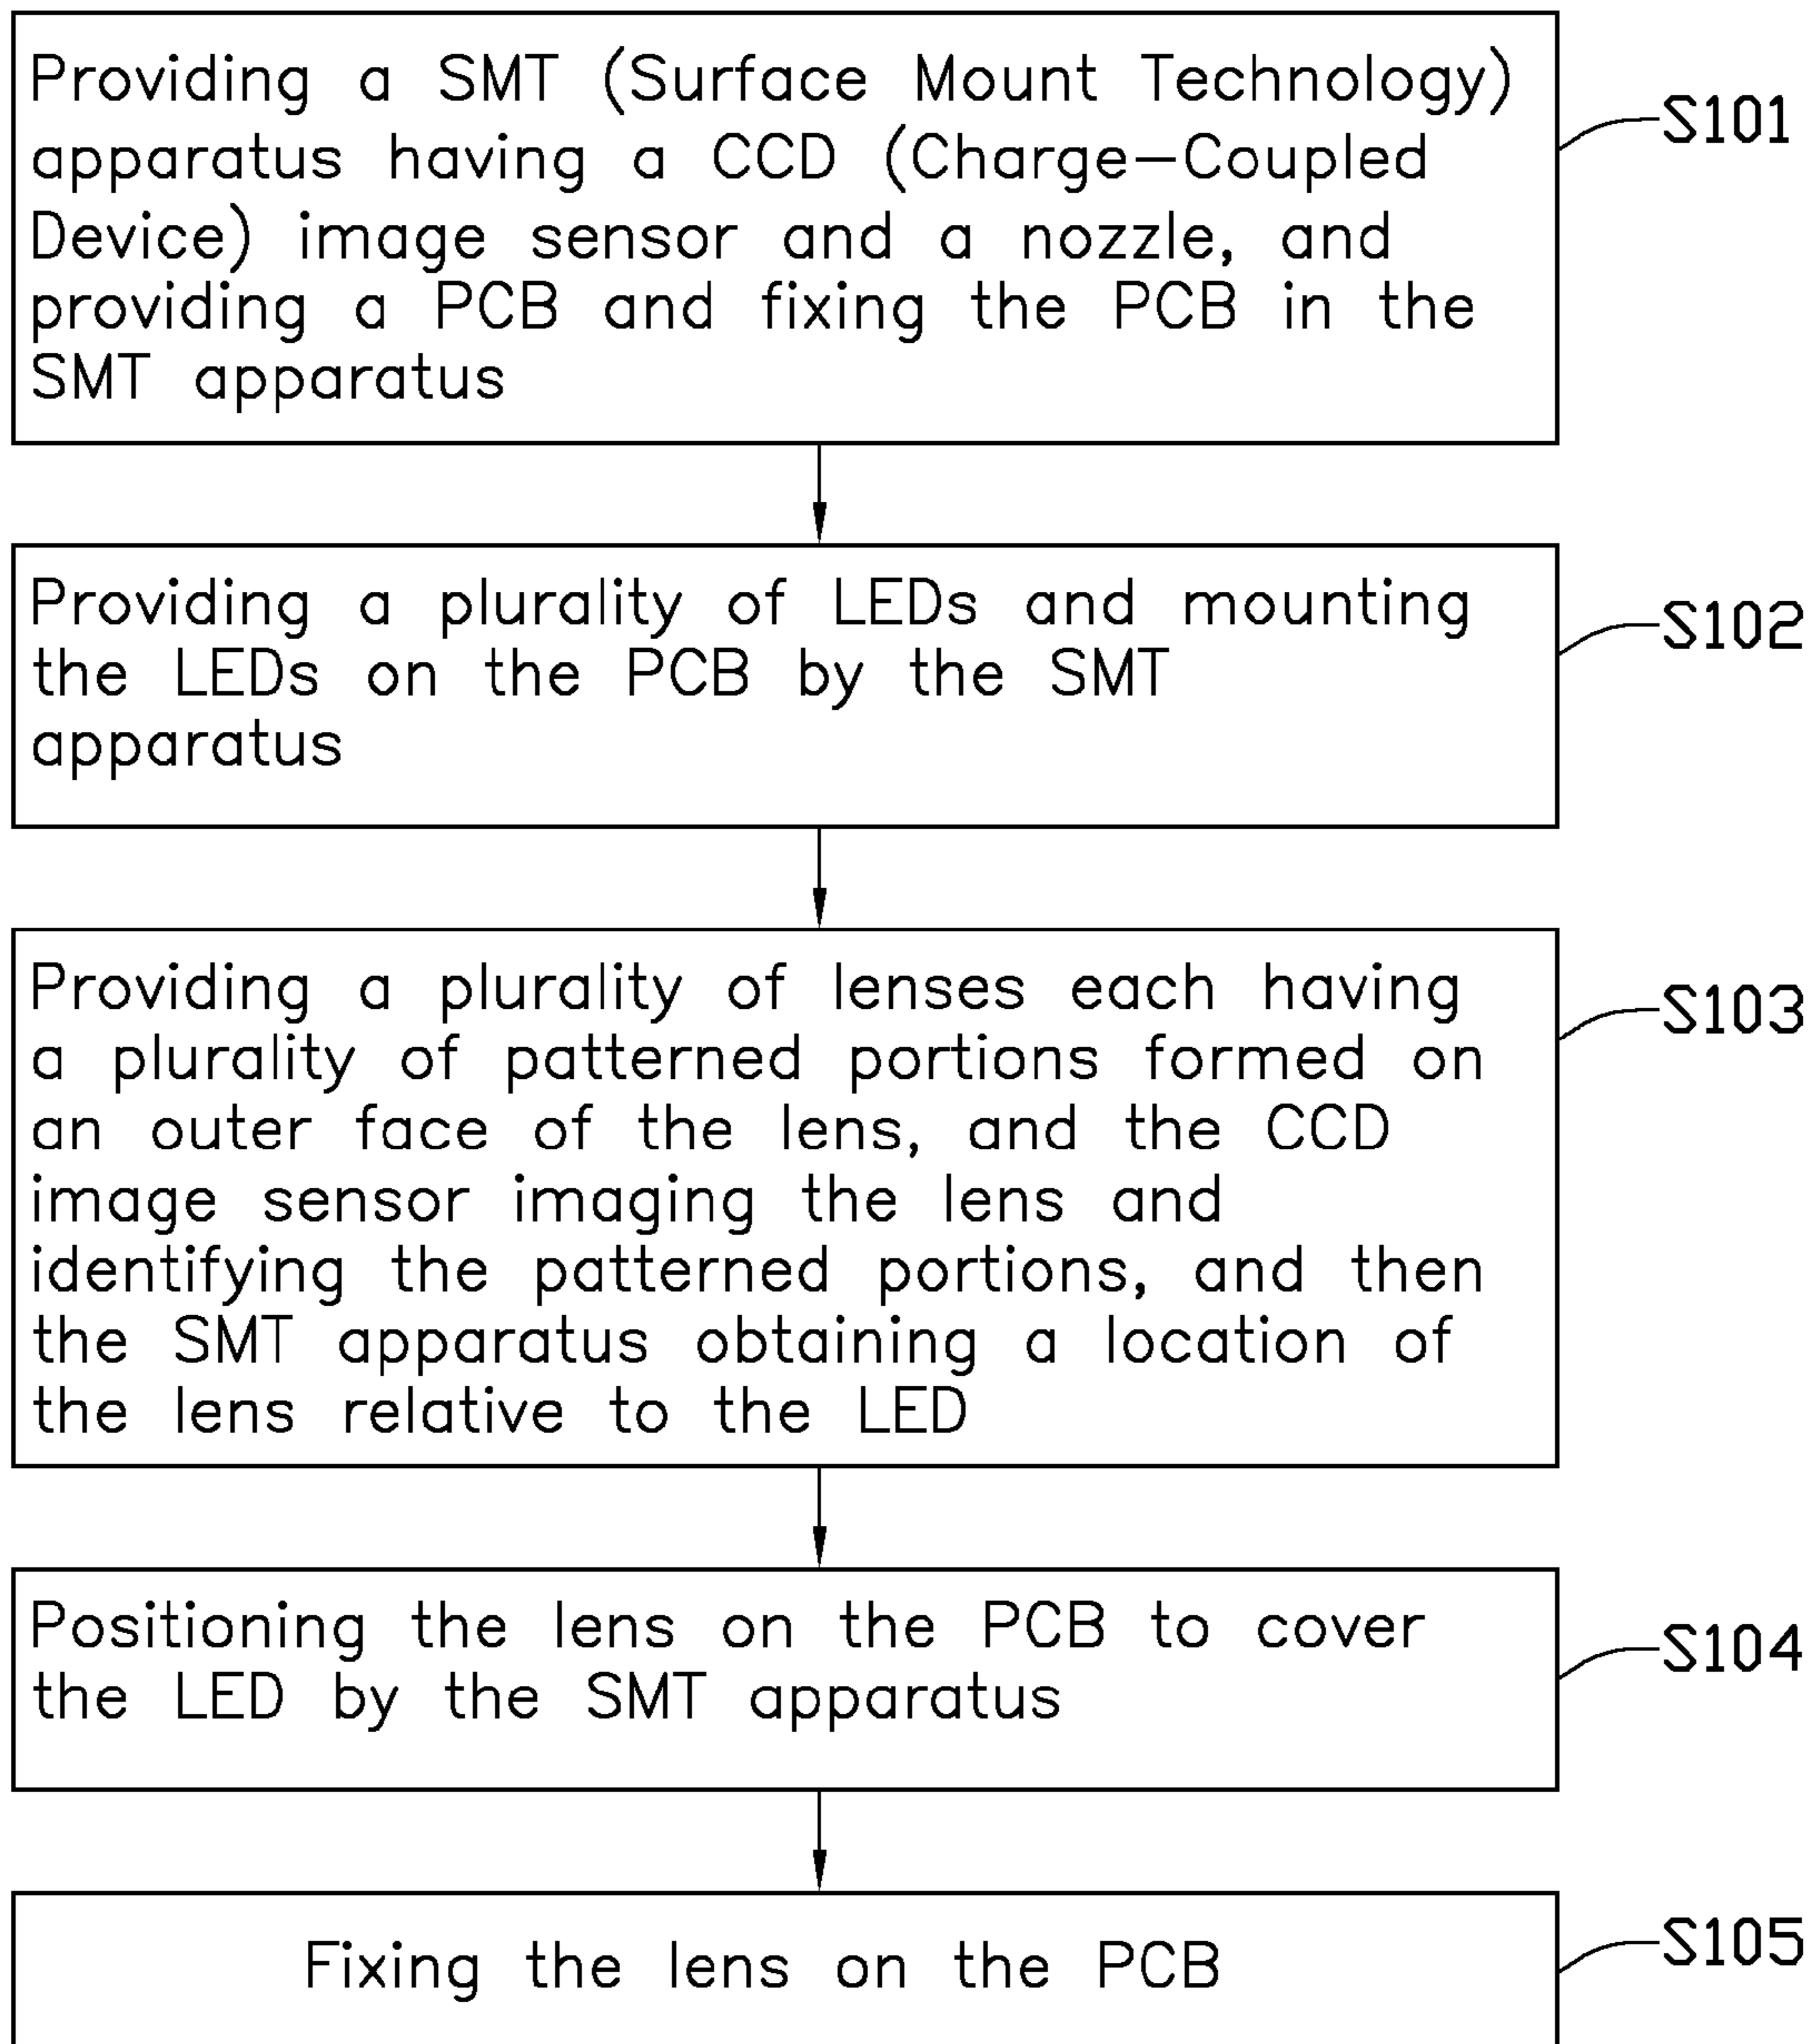 Providing a SMT (Surface Mount Technology)
apparatus having a CCD (Charge-Coupled
Device) image sensor and a nozzle, and
providing a PCB and fixing the PCB in the
SMT apparatus
S101
Providing a plurality of LEDs and mounting
the LEDs on the PCB by the SMT
apparatus
S102
Providing a plurality of lenses each having
a plurality of patterned portions formed on
an outer face of the lens, and the CCD
image sensor imaging the lens and
identifying the patterned portions, and then
the SMT apparatus obtaining a location of
the lens relative to the LED
S103
Positioning the lens on the PCB to cover
the LED by the SMT apparatus
S104
Fixing the lens on the PCB
S105